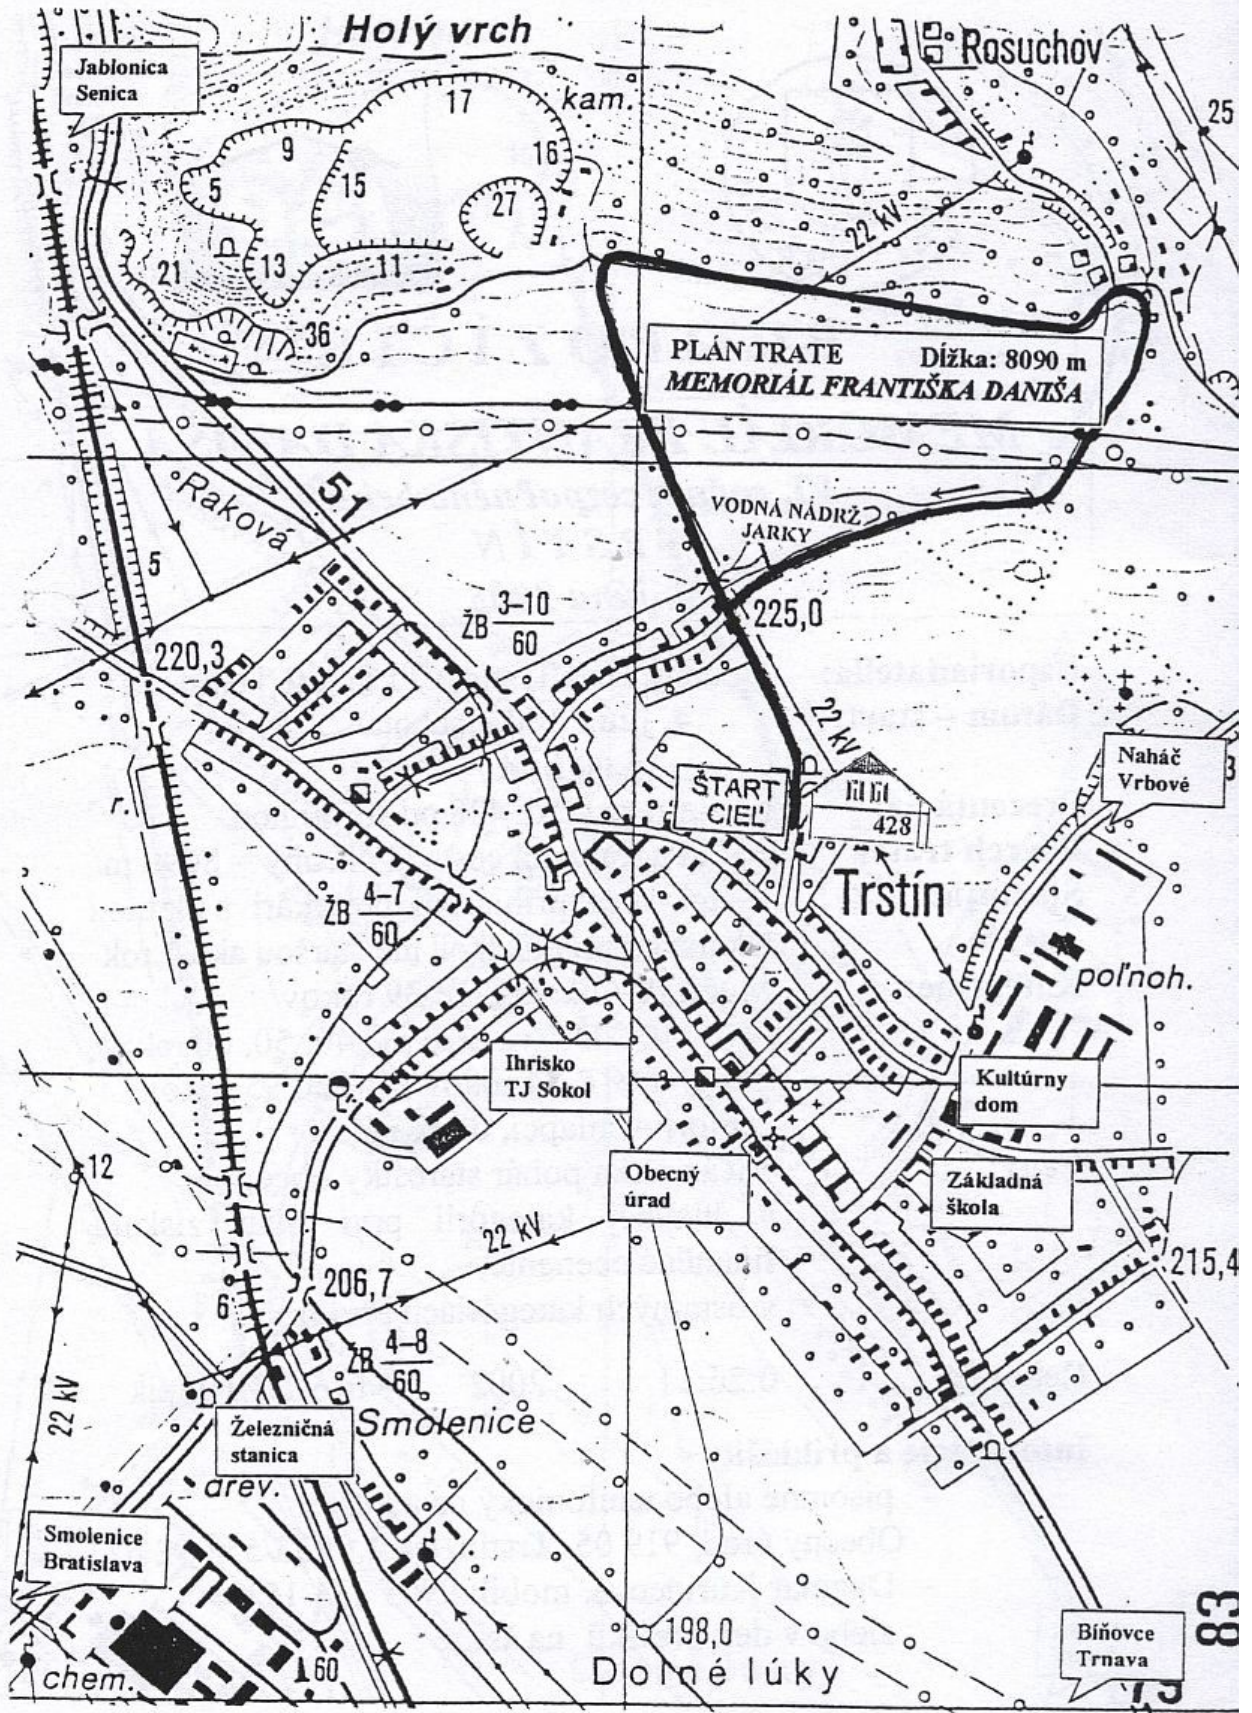 Holý vrch
Rosuchov
Jablonica
Senica
17
kam.
25
9
16
5
15
27
22 kV
21
13
11
36
PLÁN TRATE Dĺžka: 8090 m
MEMORIÁL FRANTIŠKA DANIŠA
51
Raková
VODNÁ NÁDRŽ
JARKY
5
ŽB 3-10
60
225,0
220,3
22 kV
Naháč
Vrbové
ŠTART
CIEĽ
428
r.
Trstín
ŽB 4-7
60
poľnoh.
Ihrisko
TJ Sokol
Kultúrny
dom
12
Obecný
úrad
Základná
škola
22 kV
215,4
206,7
6
ŽB 4-8
60
22 kV
Smolenice
Železničná
stanica
drev.
Smolenice
Bratislava
83
198,0
Bíňovce
Trnava
Dolné lúky
60
chem.